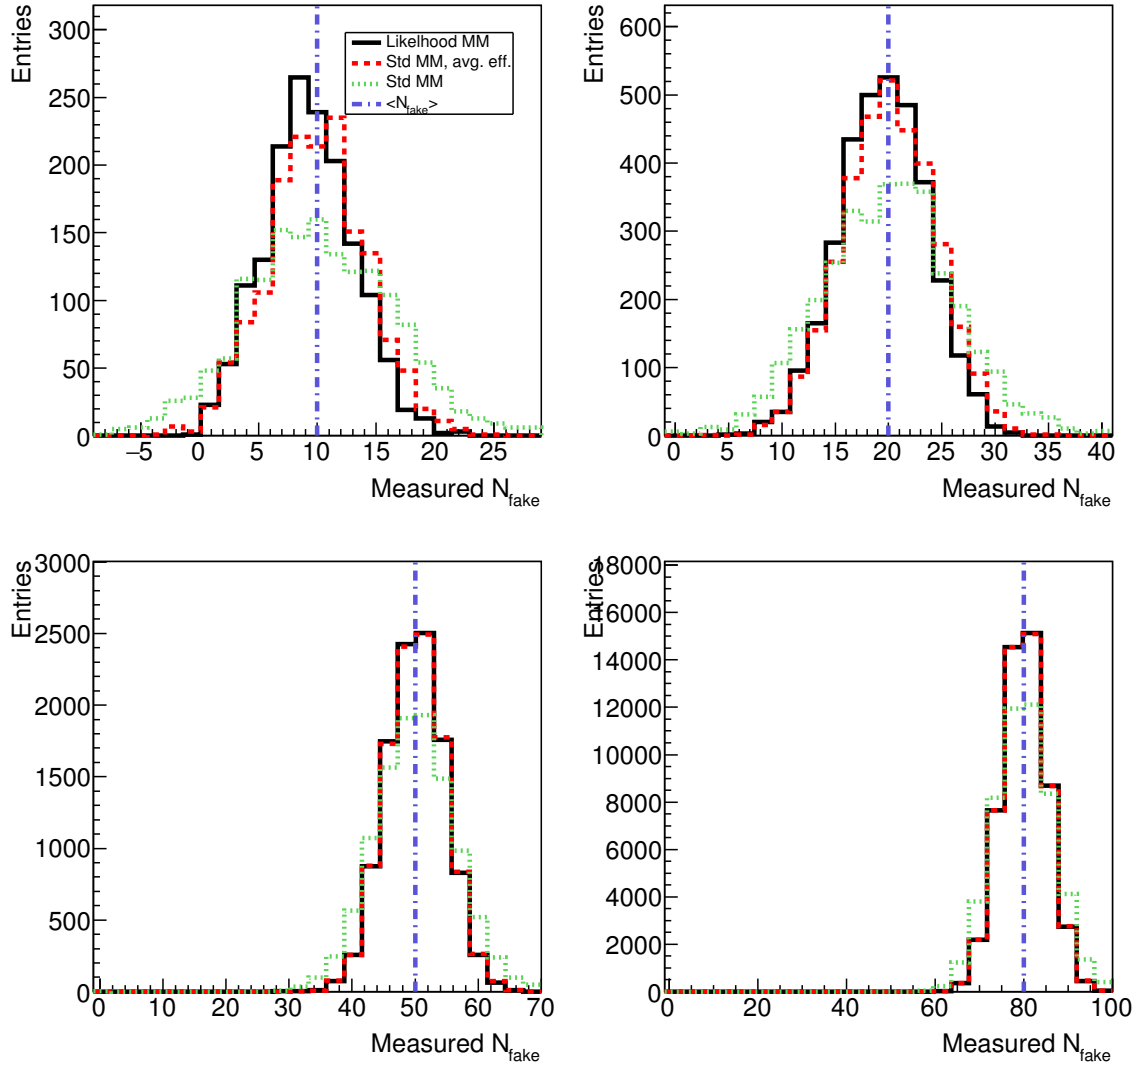 Entries
300
250
200
150
100
50
0
−5 0 5 10 15 20 25
Measured N_fake
Likelhood MM
Std MM, avg. eff.
Std MM
<N_fake>
Entries
600
500
400
300
200
100
0
0 5 10 15 20 25 30 35 40
Measured N_fake
Entries
3000
2500
2000
1500
1000
500
0
0 10 20 30 40 50 60 70
Measured N_fake
Entries
18000
16000
14000
12000
10000
8000
6000
4000
2000
0
0 20 40 60 80 100
Measured N_fake